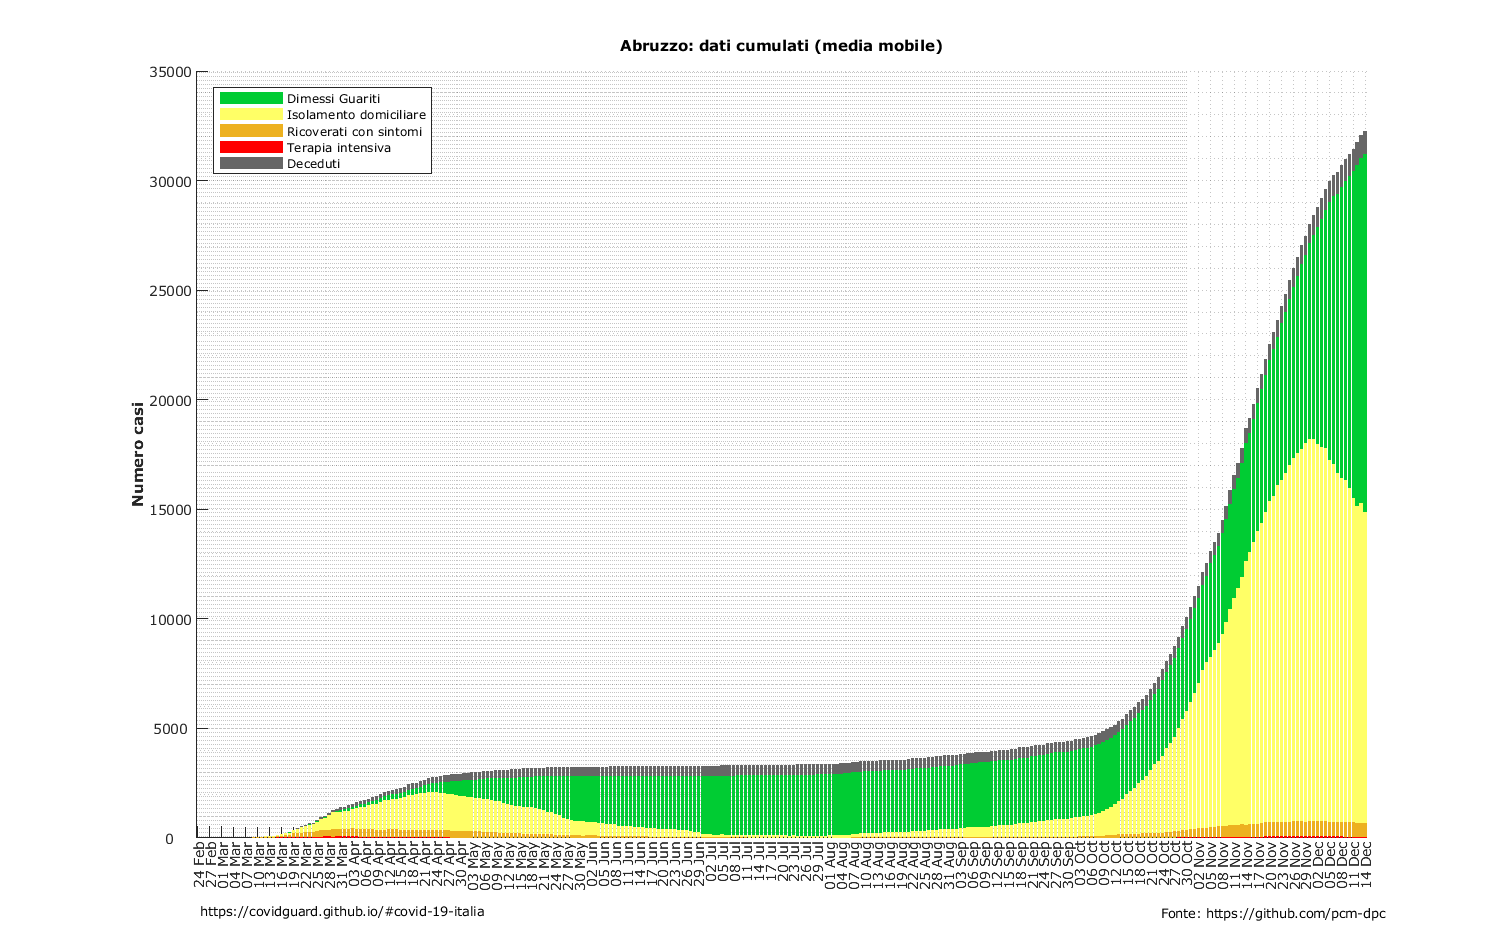 Abruzzo: dati cumulati (media mobile)
35000
30000
25000
20000
15000
10000
5000
0
Numero casi
Dimessi Guariti
Isolamento domiciliare
Ricoverati con sintomi
Terapia intensiva
Deceduti
24 Feb
27 Feb
01 Mar
04 Mar
07 Mar
10 Mar
13 Mar
16 Mar
19 Mar
22 Mar
25 Mar
28 Mar
31 Mar
03 Apr
06 Apr
09 Apr
12 Apr
15 Apr
18 Apr
21 Apr
24 Apr
27 Apr
30 Apr
03 May
06 May
09 May
12 May
15 May
18 May
21 May
24 May
27 May
30 May
02 Jun
05 Jun
08 Jun
11 Jun
14 Jun
17 Jun
20 Jun
23 Jun
26 Jun
29 Jun
02 Jul
05 Jul
08 Jul
11 Jul
14 Jul
17 Jul
20 Jul
23 Jul
26 Jul
29 Jul
01 Aug
04 Aug
07 Aug
10 Aug
13 Aug
16 Aug
19 Aug
22 Aug
25 Aug
28 Aug
31 Aug
03 Sep
06 Sep
09 Sep
12 Sep
15 Sep
18 Sep
21 Sep
24 Sep
27 Sep
30 Sep
03 Oct
06 Oct
09 Oct
12 Oct
15 Oct
18 Oct
21 Oct
24 Oct
27 Oct
30 Oct
02 Nov
05 Nov
08 Nov
11 Nov
14 Nov
17 Nov
20 Nov
23 Nov
26 Nov
29 Nov
02 Dec
05 Dec
08 Dec
11 Dec
14 Dec
https://covidguard.github.io/#covid-19-italia
Fonte: https://github.com/pcm-dpc